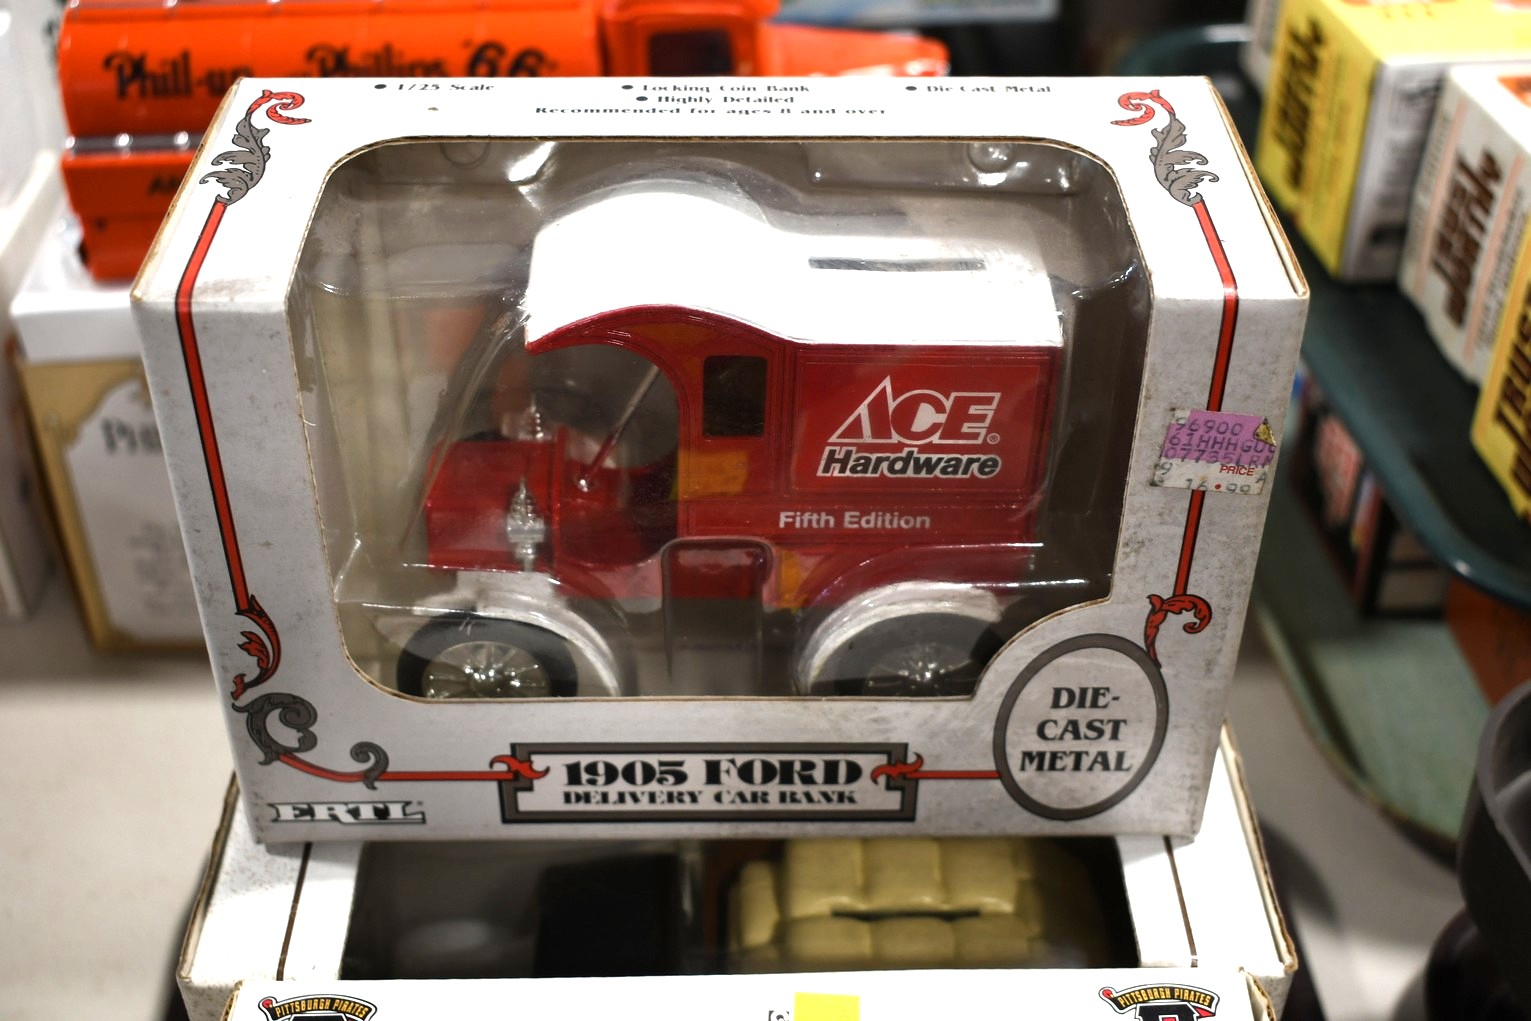 Phill-up Phillips 66
• 1/25 Scale • Locking Coin Bank • Die Cast Metal
• Highly Detailed
Recommended for ages 8 and over
ACE®
Hardware
Fifth Edition
PRICE
16.99
DIE-
CAST
METAL
1905 FORD
DELIVERY CAR BANK
ERTL
PITTSBURGH PIRATES
PITTSBURGH PIRATES